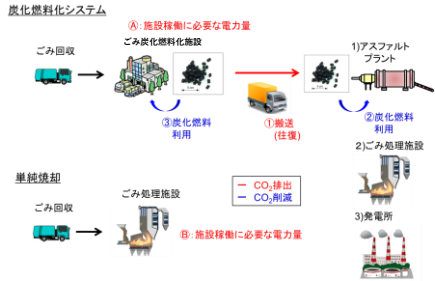 炭化燃料化システム
Ⓐ:施設稼働に必要な電力量
ごみ回収
ごみ炭化燃料化施設
1)アスファルト
プラント
③炭化燃料
利用
①搬送
(往復)
②炭化燃料
利用
2)ごみ処理施設
単純焼却
ごみ処理施設
ごみ回収
Ⓑ:施設稼働に必要な電力量
ー CO₂排出
ー CO₂削減
3)発電所